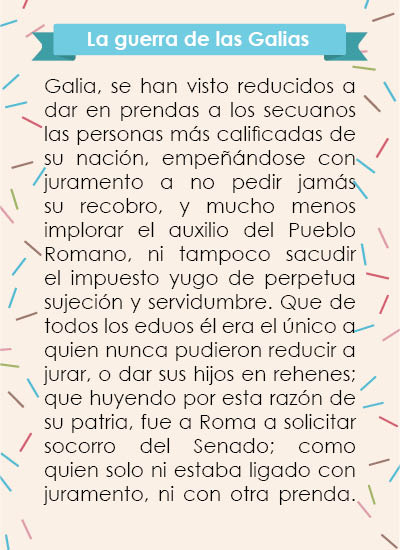 La guerra de las Galias
Galia, se han visto reducidos a
dar en prendas a los secuanos
las personas más calificadas de
su nación, empeñándose con
juramento a no pedir jamás
su recobro, y mucho menos
implorar el auxilio del Pueblo
Romano, ni tampoco sacudir
el impuesto yugo de perpetua
sujeción y servidumbre. Que de
todos los eduos él era el único a
quien nunca pudieron reducir a
jurar, o dar sus hijos en rehenes;
que huyendo por esta razón de
su patria, fue a Roma a solicitar
socorro del Senado; como
quien solo ni estaba ligado con
juramento, ni con otra prenda.